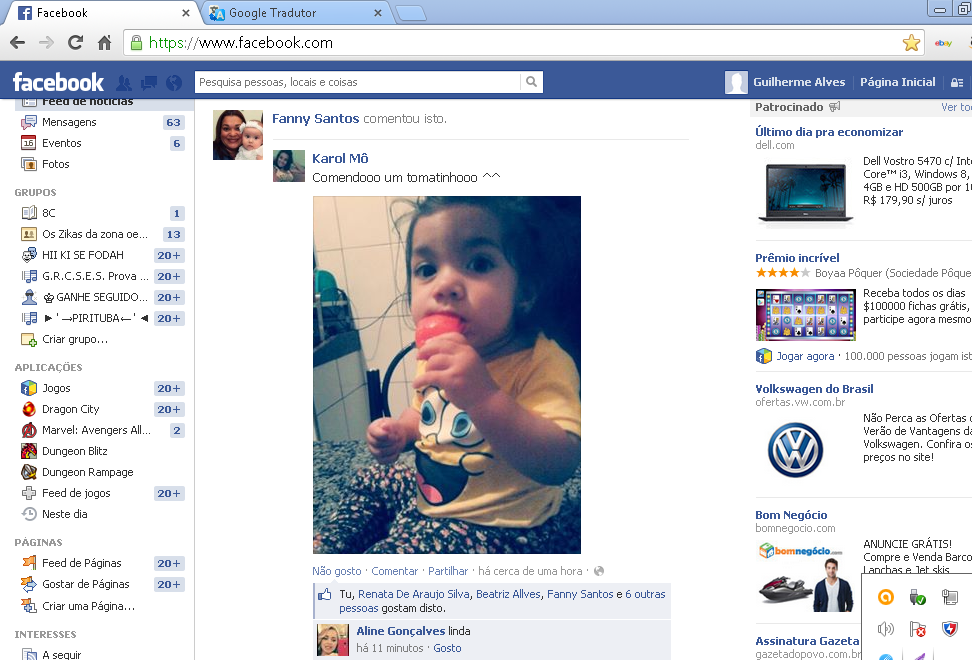 Facebook
Google Tradutor
https://www.facebook.com
ebay
facebook
Pesquisa pessoas, locais e coisas
Guilherme Alves
Página Inicial
Feed de notícias
Mensagens 63
Eventos 6
Fotos
GRUPOS
8C 1
Os Zikas da zona oe... 13
HII KI SE FODAH 20+
G.R.C.S.E.S. Prova ... 20+
♔GANHE SEGUIDO... 20+
►'→PIRITUBA←'◄ 20+
Criar grupo...
APLICAÇÕES
Jogos 20+
Dragon City 20+
Marvel: Avengers All... 2
Dungeon Blitz
Dungeon Rampage
Feed de jogos 20+
Neste dia
PÁGINAS
Feed de Páginas 20+
Gostar de Páginas 20+
Criar uma Página...
INTERESSES
A seguir
Fanny Santos comentou isto.
Karol Mô
Comendooo um tomatinhooo ^^
Não gosto · Comentar · Partilhar · há cerca de uma hora ·
Tu, Renata De Araujo Silva, Beatriz Allves, Fanny Santos e 6 outras
pessoas gostam disto.
Aline Gonçalves linda
há 11 minutos · Gosto
Patrocinado
Ver to
Último dia pra economizar
dell.com
Dell Vostro 5470 c/ Int
Core™ i3, Windows 8,
4GB e HD 500GB por 1
R$ 179,90 s/ juros
Prêmio incrível
Boyaa Pôquer (Sociedade Pôque
Receba todos os dias
$100000 fichas grátis,
participe agora mesmo
Jogar agora · 100.000 pessoas jogam ist
Volkswagen do Brasil
ofertas.vw.com.br
Não Perca as Ofertas
Verão de Vantagens da
Volkswagen. Confira os
preços no site!
Bom Negócio
bomnegocio.com
bomnegócio.com
ANUNCIE GRÁTIS!
Compre e Venda Barco
Lanchas e Jet skis
Assinatura Gazeta
gazetadopovo.com.br